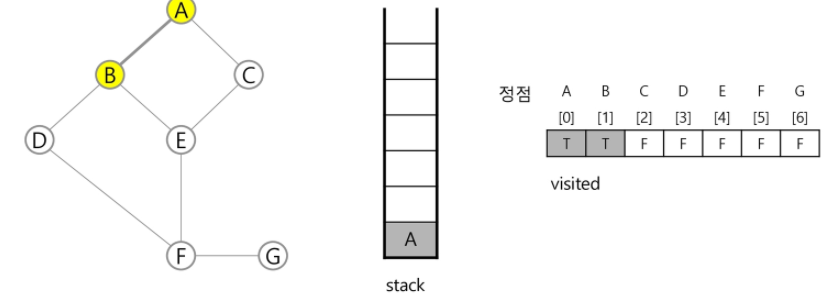 A
B
C
D
E
F
G
A
stack
정점 A B C D E F G
[0] [1] [2] [3] [4] [5] [6]
T T F F F F F
visited